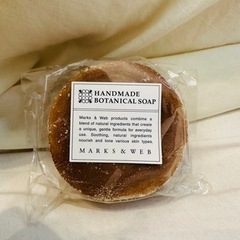 HANDMADE
BOTANICAL SOAP
Marks & Web products combine a
blend of natural ingredients that create
a unique, gentle formula for everyday
use. Soothing, natural ingredients
nourish and tone various skin types.
MARKS & WEB